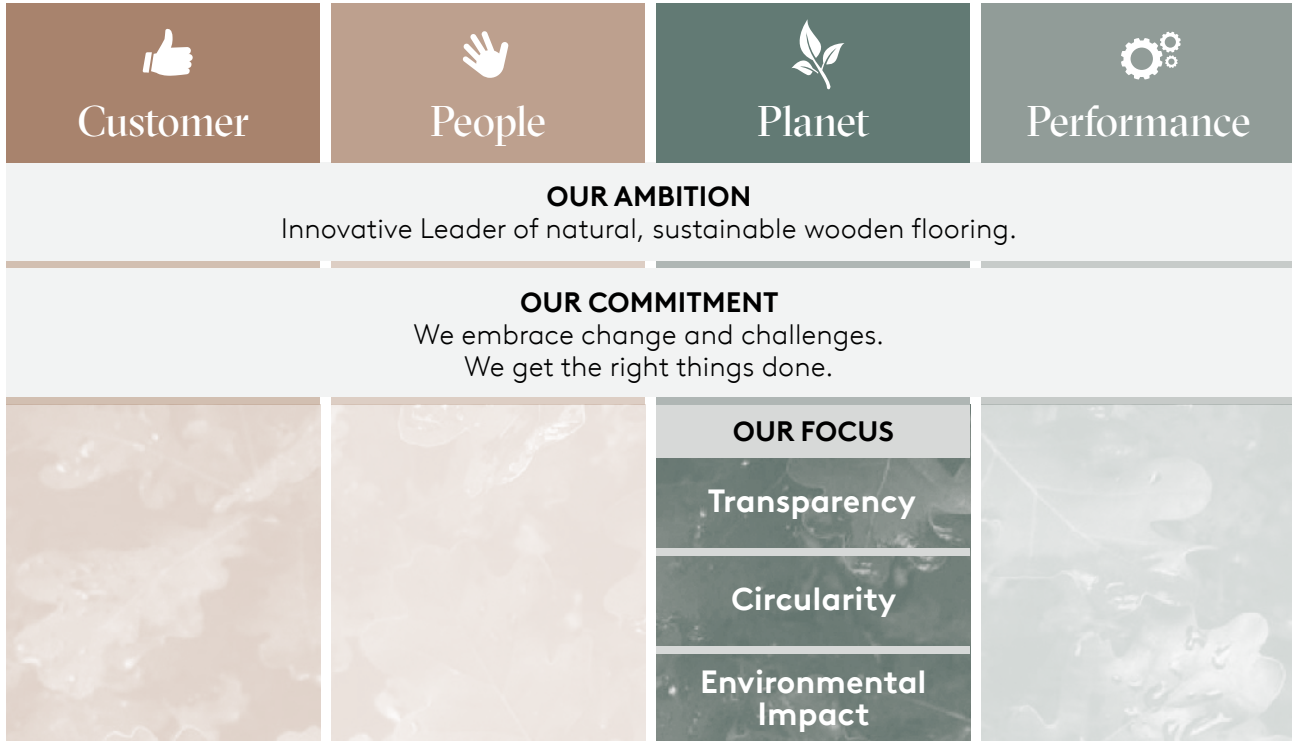 Customer
People
Planet
Performance
OUR AMBITION
Innovative Leader of natural, sustainable wooden flooring.
OUR COMMITMENT
We embrace change and challenges.
We get the right things done.
OUR FOCUS
Transparency
Circularity
Environmental
Impact